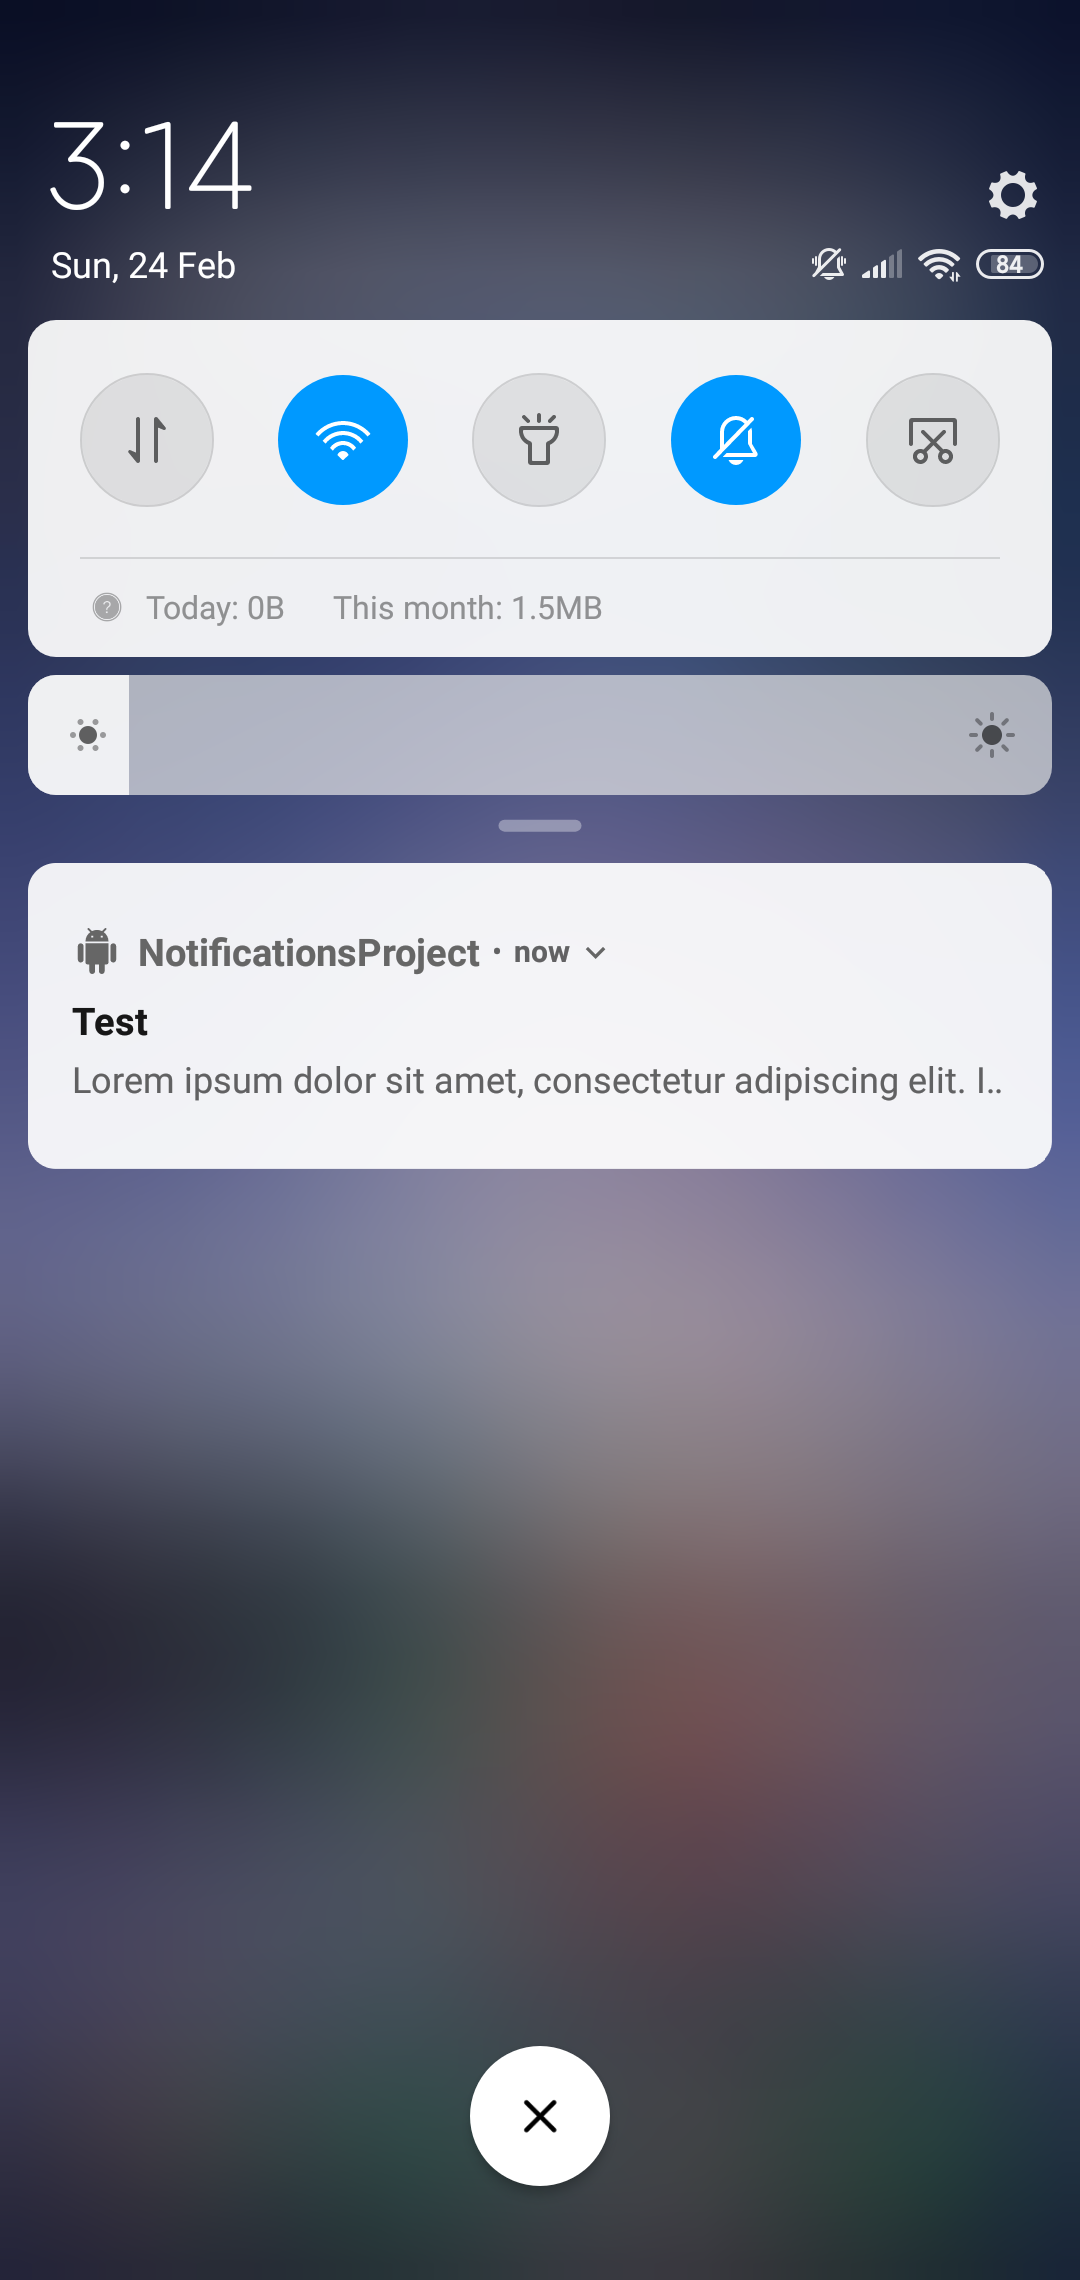 3:14
Sun, 24 Feb
84
? Today: 0B This month: 1.5MB
NotificationsProject • now
Test
Lorem ipsum dolor sit amet, consectetur adipiscing elit. I..